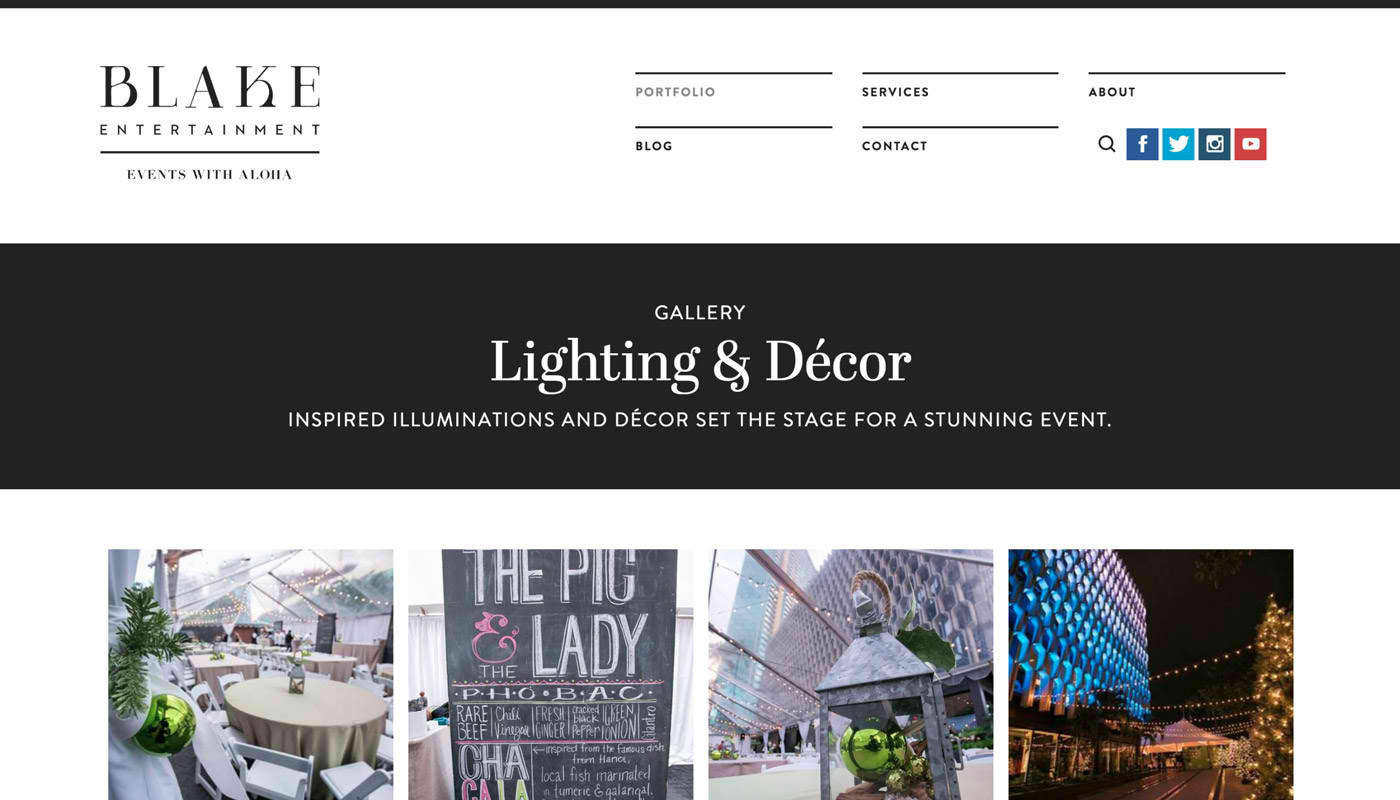 BLAKE
ENTERTAINMENT
EVENTS WITH ALOHA
PORTFOLIO
SERVICES
ABOUT
BLOG
CONTACT
GALLERY
Lighting & Décor
INSPIRED ILLUMINATIONS AND DÉCOR SET THE STAGE FOR A STUNNING EVENT.
THE PIG
&
THE LADY
P·H·O·B·A·C
RARE BEEF Chili Vinegar FRESH GINGER cracked black Pepper GREEN ONION cilantro
CHA
CALA
←inspired from the famous dish
from Hanoi,
local fish marinated
in tumeric & galangal.